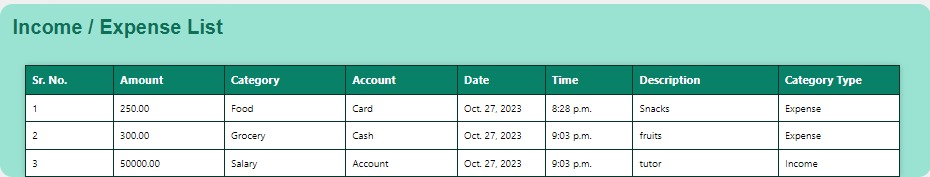 Income / Expense List
Sr. No. Amount Category Account Date Time Description Category Type
1 250.00 Food Card Oct. 27, 2023 8:28 p.m. Snacks Expense
2 300.00 Grocery Cash Oct. 27, 2023 9:03 p.m. fruits Expense
3 50000.00 Salary Account Oct. 27, 2023 9:03 p.m. tutor Income